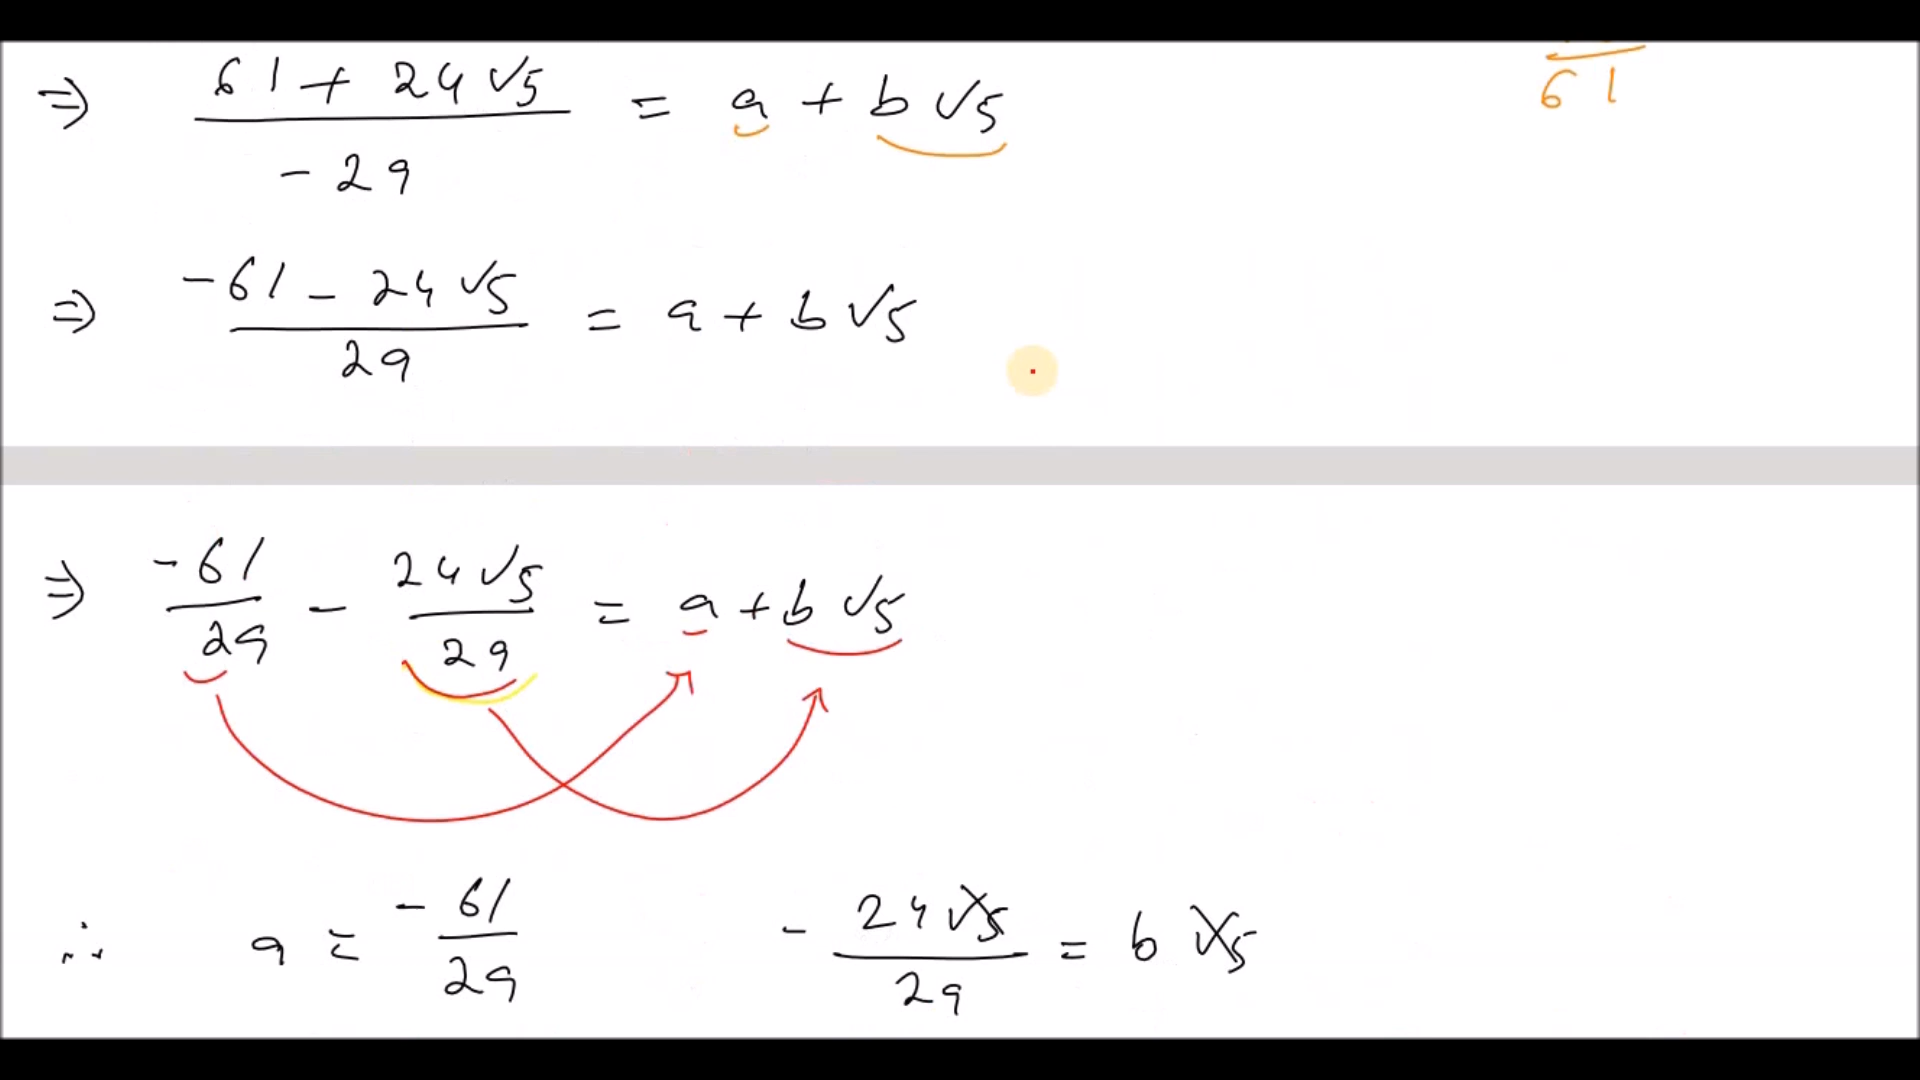 ⇒ (61 + 24√5)/(-29) = a + b√5
61
⇒ (-61 - 24√5)/29 = a + b√5
⇒ -61/29 - 24√5/29 = a + b√5
∴ a = -61/29    - 24√5/29 = b√5